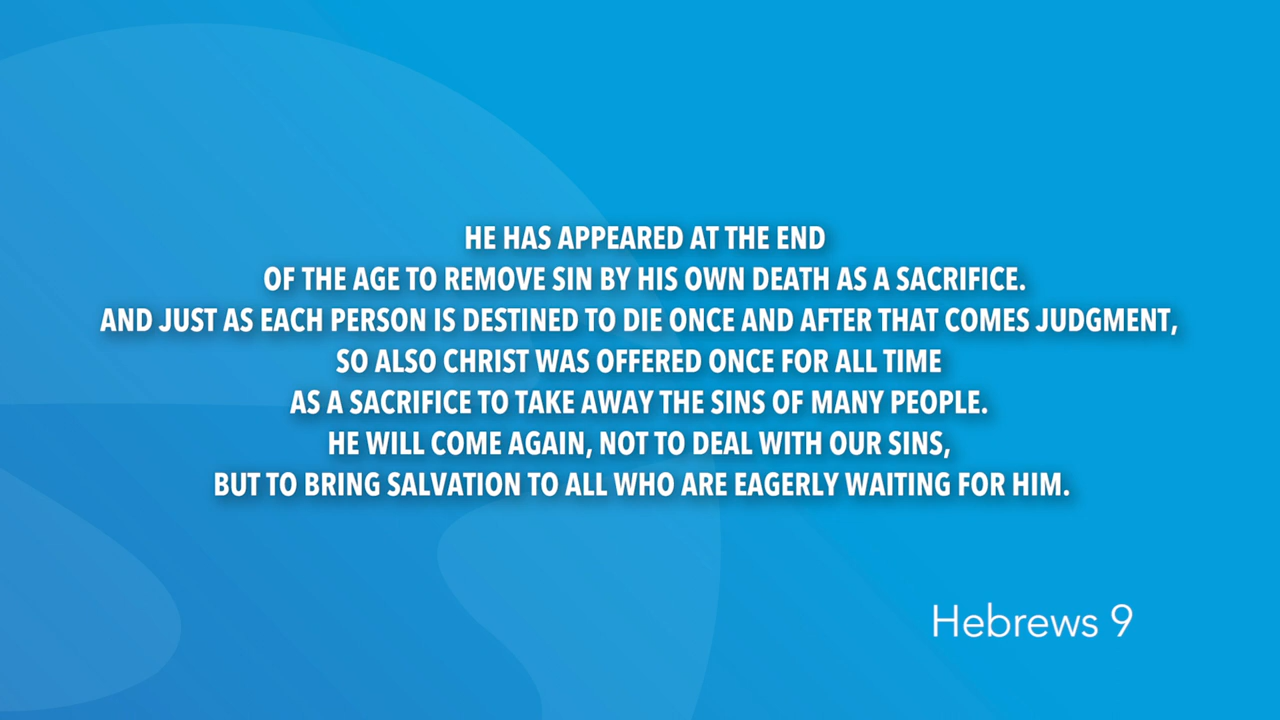 HE HAS APPEARED AT THE END
OF THE AGE TO REMOVE SIN BY HIS OWN DEATH AS A SACRIFICE.
AND JUST AS EACH PERSON IS DESTINED TO DIE ONCE AND AFTER THAT COMES JUDGMENT,
SO ALSO CHRIST WAS OFFERED ONCE FOR ALL TIME
AS A SACRIFICE TO TAKE AWAY THE SINS OF MANY PEOPLE.
HE WILL COME AGAIN, NOT TO DEAL WITH OUR SINS,
BUT TO BRING SALVATION TO ALL WHO ARE EAGERLY WAITING FOR HIM.
Hebrews 9